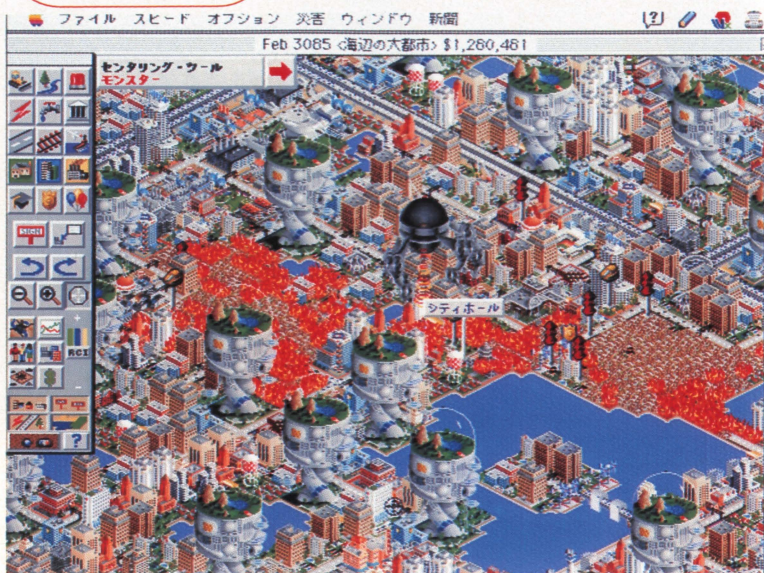 ファイル スピード オプション 災害 ウィンドウ 新聞
Feb 3085 <海辺の大都市> $1,280,481
センタリング・ツール
モンスター
シティホール
SIGN
RCI
?